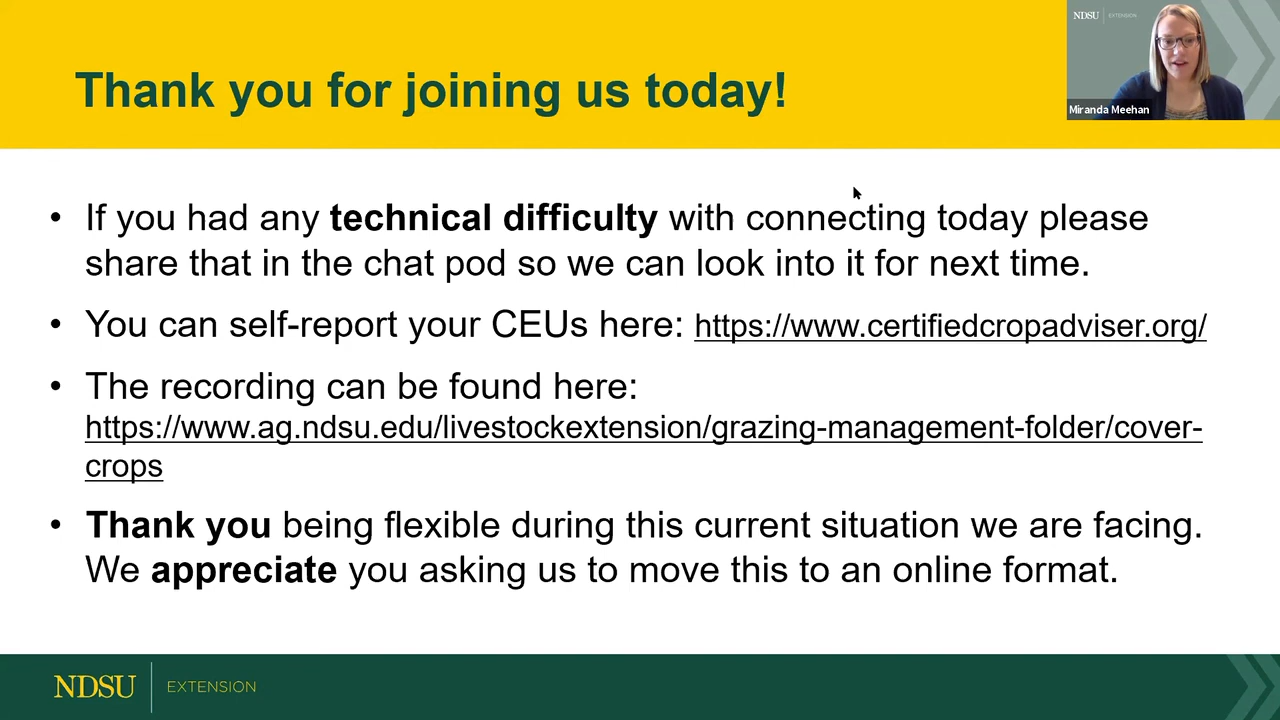 Thank you for joining us today!
NDSU EXTENSION
Miranda Meehan
• If you had any technical difficulty with connecting today please
share that in the chat pod so we can look into it for next time.
• You can self-report your CEUs here: https://www.certifiedcropadviser.org/
• The recording can be found here:
https://www.ag.ndsu.edu/livestockextension/grazing-management-folder/cover-
crops
• Thank you being flexible during this current situation we are facing.
We appreciate you asking us to move this to an online format.
NDSU EXTENSION